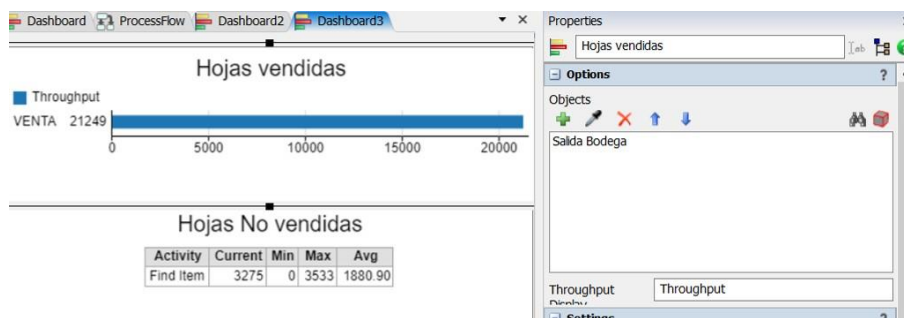 Dashboard ProcessFlow Dashboard2 Dashboard3
Hojas vendidas
Throughput
VENTA 21249
0 5000 10000 15000 20000
Hojas No vendidas
Activity Current Min Max Avg
Find Item 3275 0 3533 1880.90
Properties
Hojas vendidas
Options ?
Objects
Salida Bodega
Throughput Throughput
Display
Settings ?